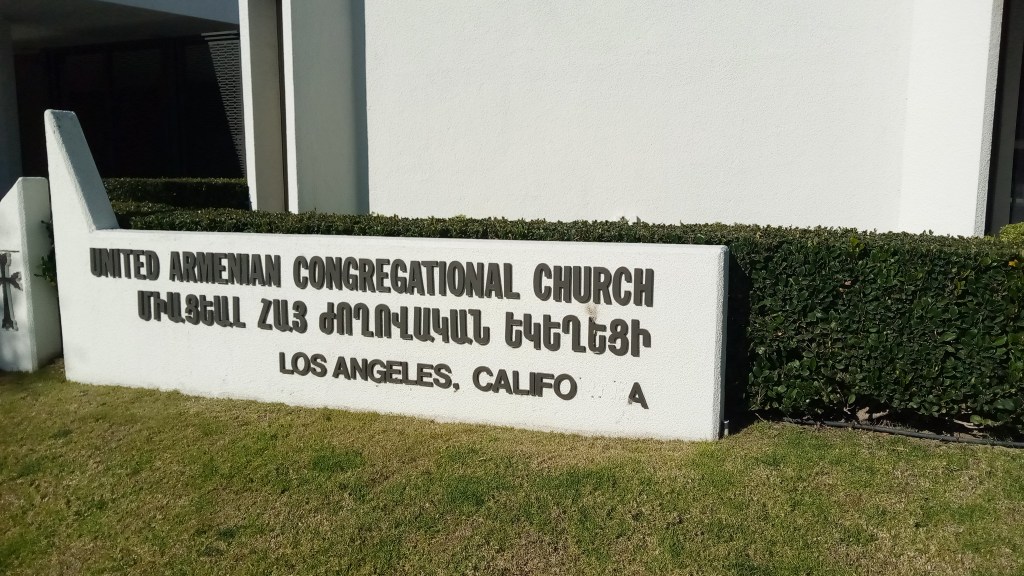 UNITED ARMENIAN CONGREGATIONAL CHURCH
ՄԻԱՑԵԱԼ ՀԱՅ ԺՈՂՈՎԱԿԱՆ ԵԿԵՂԵՑԻ
LOS ANGELES, CALIFO A